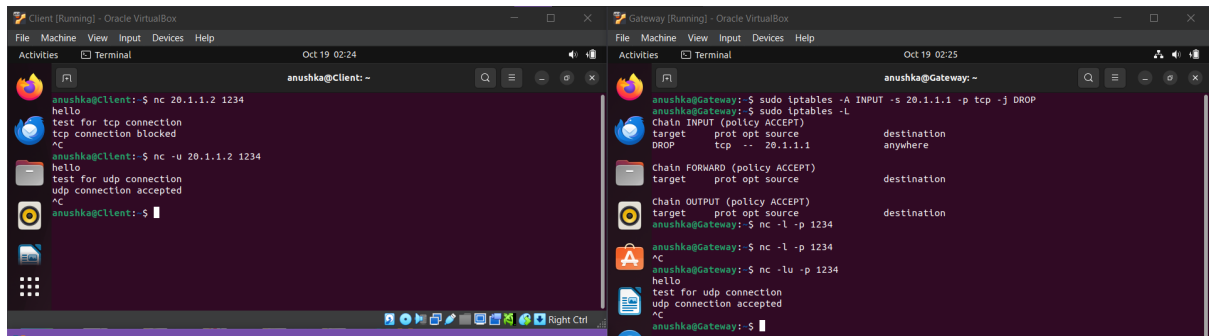 Client [Running] - Oracle VirtualBox
File Machine View Input Devices Help
Activities Terminal Oct 19 02:24
anushka@Client: ~
anushka@Client:~$ nc 20.1.1.2 1234
hello
test for tcp connection
tcp connection blocked
^C
anushka@Client:~$ nc -u 20.1.1.2 1234
hello
test for udp connection
udp connection accepted
^C
anushka@Client:~$
Right Ctrl
Gateway [Running] - Oracle VirtualBox
File Machine View Input Devices Help
Activities Terminal Oct 19 02:25
anushka@Gateway: ~
anushka@Gateway:~$ sudo iptables -A INPUT -s 20.1.1.1 -p tcp -j DROP
anushka@Gateway:~$ sudo iptables -L
Chain INPUT (policy ACCEPT)
target prot opt source destination
DROP tcp -- 20.1.1.1 anywhere
Chain FORWARD (policy ACCEPT)
target prot opt source destination
Chain OUTPUT (policy ACCEPT)
target prot opt source destination
anushka@Gateway:~$ nc -l -p 1234
anushka@Gateway:~$ nc -l -p 1234
^C
anushka@Gateway:~$ nc -lu -p 1234
hello
test for udp connection
udp connection accepted
^C
anushka@Gateway:~$